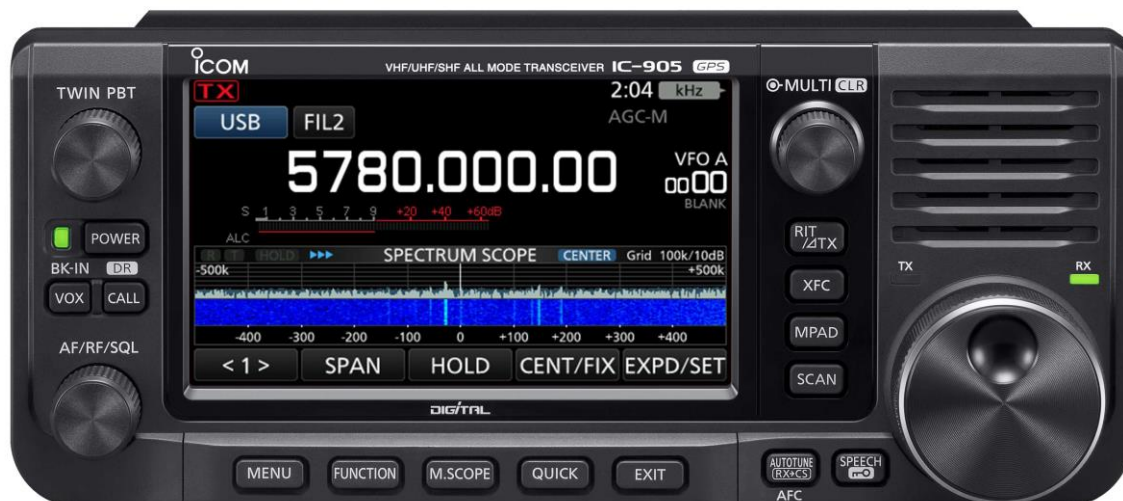 ICOM
VHF/UHF/SHF ALL MODE TRANSCEIVER IC-905 GPS
TWIN PBT
TX
2:04 kHz
USB FIL2
AGC-M
5780.000.00
VFO A
0000
BLANK
S 1 3 5 7 9 +20 +40 +60dB
ALC
R T HOLD SPECTRUM SCOPE CENTER Grid 100k/10dB
-500k +500k
-400 -300 -200 -100 0 +100 +200 +300 +400
< 1 > SPAN HOLD CENT/FIX EXPD/SET
DIGITAL
POWER
BK-IN DR
VOX CALL
AF/RF/SQL
MULTI CLR
RIT
/⊿TX
XFC
MPAD
SCAN
TX RX
MENU FUNCTION M.SCOPE QUICK EXIT
AUTOTUNE
RX→CS
AFC
SPEECH